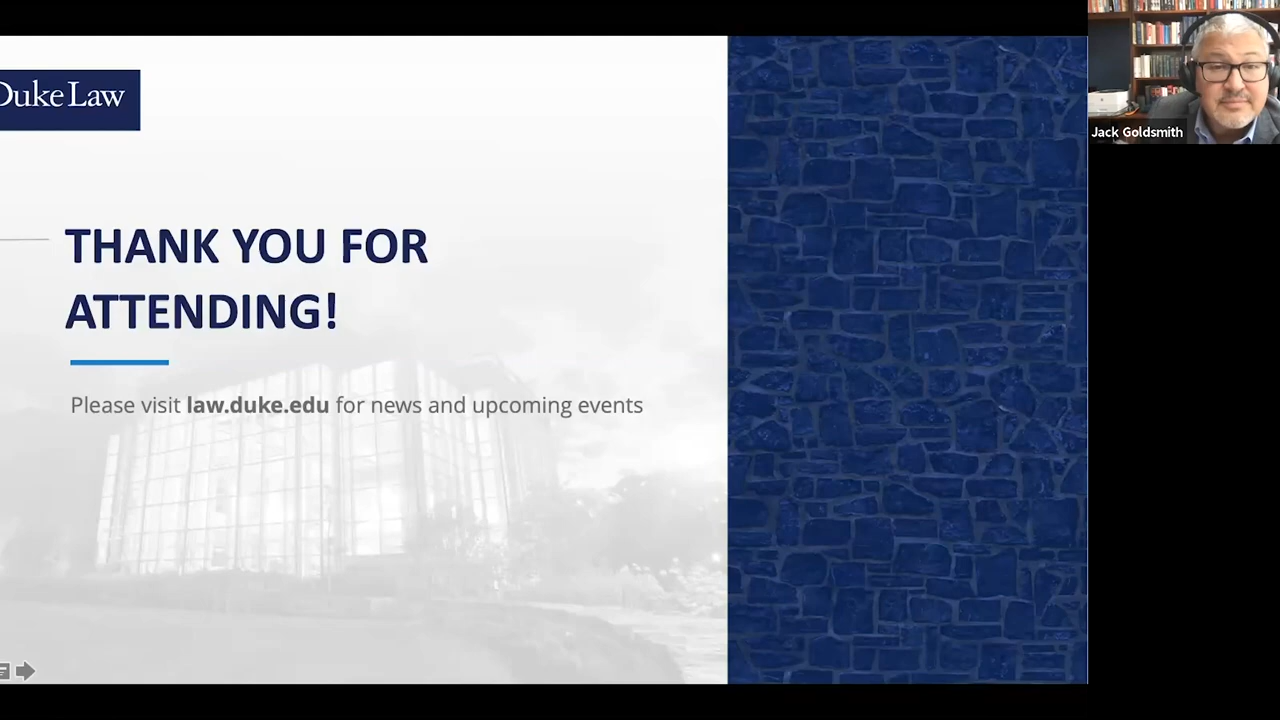 Duke Law
Jack Goldsmith
THANK YOU FOR
ATTENDING!
Please visit law.duke.edu for news and upcoming events